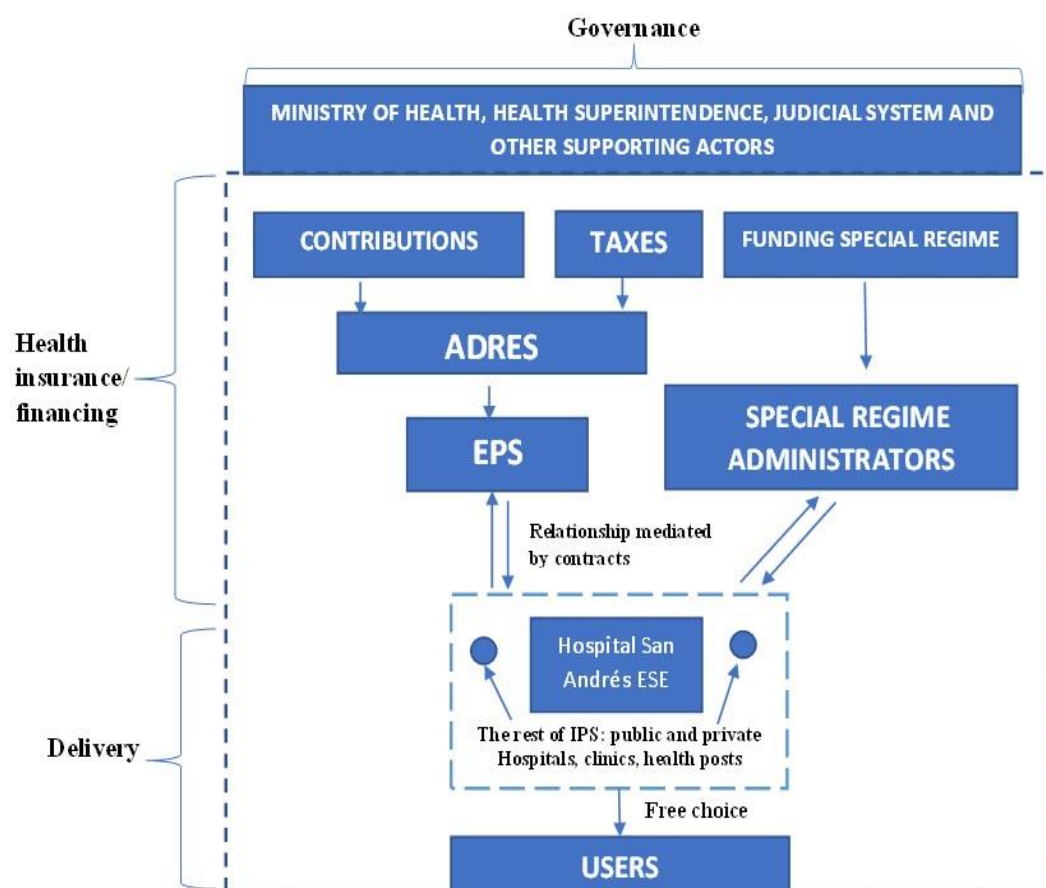 Governance
MINISTRY OF HEALTH, HEALTH SUPERINTENDENCE, JUDICIAL SYSTEM AND
OTHER SUPPORTING ACTORS
CONTRIBUTIONS
TAXES
FUNDING SPECIAL REGIME
ADRES
Health
insurance/
financing
EPS
SPECIAL REGIME
ADMINISTRATORS
Relationship mediated
by contracts
Hospital San
Andrés ESE
The rest of IPS: public and private
Hospitals, clinics, health posts
Delivery
Free choice
USERS